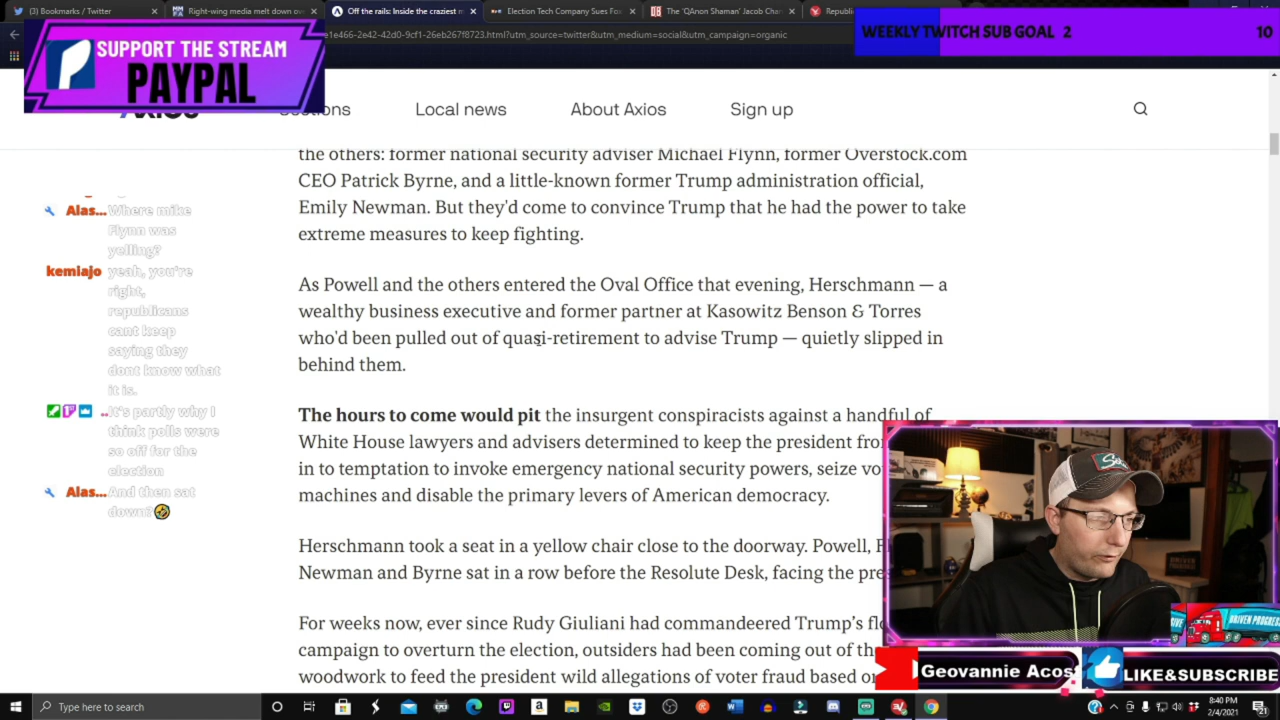 (3) Bookmarks / Twitter
Right-wing media melt down ov
Off the rails: Inside the craziest m
Election Tech Company Sues Fox
The 'QAnon Shaman' Jacob Cha
Republic
e1e466-2e42-42d0-9cf1-26eb267f8723.html?utm_source=twitter&utm_medium=social&utm_campaign=organic
SUPPORT THE STREAM
PAYPAL
WEEKLY TWITCH SUB GOAL 2
10
Local news
About Axios
Sign up
the others: former national security adviser Michael Flynn, former Overstock.com
CEO Patrick Byrne, and a little-known former Trump administration official,
Emily Newman. But they'd come to convince Trump that he had the power to take
extreme measures to keep fighting.
As Powell and the others entered the Oval Office that evening, Herschmann — a
wealthy business executive and former partner at Kasowitz Benson & Torres
who'd been pulled out of quasi-retirement to advise Trump — quietly slipped in
behind them.
The hours to come would pit the insurgent conspiracists against a handful of
White House lawyers and advisers determined to keep the president fro
in to temptation to invoke emergency national security powers, seize vo
machines and disable the primary levers of American democracy.
Herschmann took a seat in a yellow chair close to the doorway. Powell, F
Newman and Byrne sat in a row before the Resolute Desk, facing the pre
For weeks now, ever since Rudy Giuliani had commandeered Trump's fl
campaign to overturn the election, outsiders had been coming out of th
woodwork to feed the president wild allegations of voter fraud based o
Alas... Where mike
Flynn was
yelling?
kemiajo yeah, you're
right,
republicans
cant keep
saying they
dont know what
it is.
.. It's partly why I
think polls were
so off for the
election
Alas... And then sat
down?🤣
DRIVEN PROGRES
Geovannie Acos
LIKE&SUBSCRIBE
Type here to search
8:40 PM
2/4/2021
21